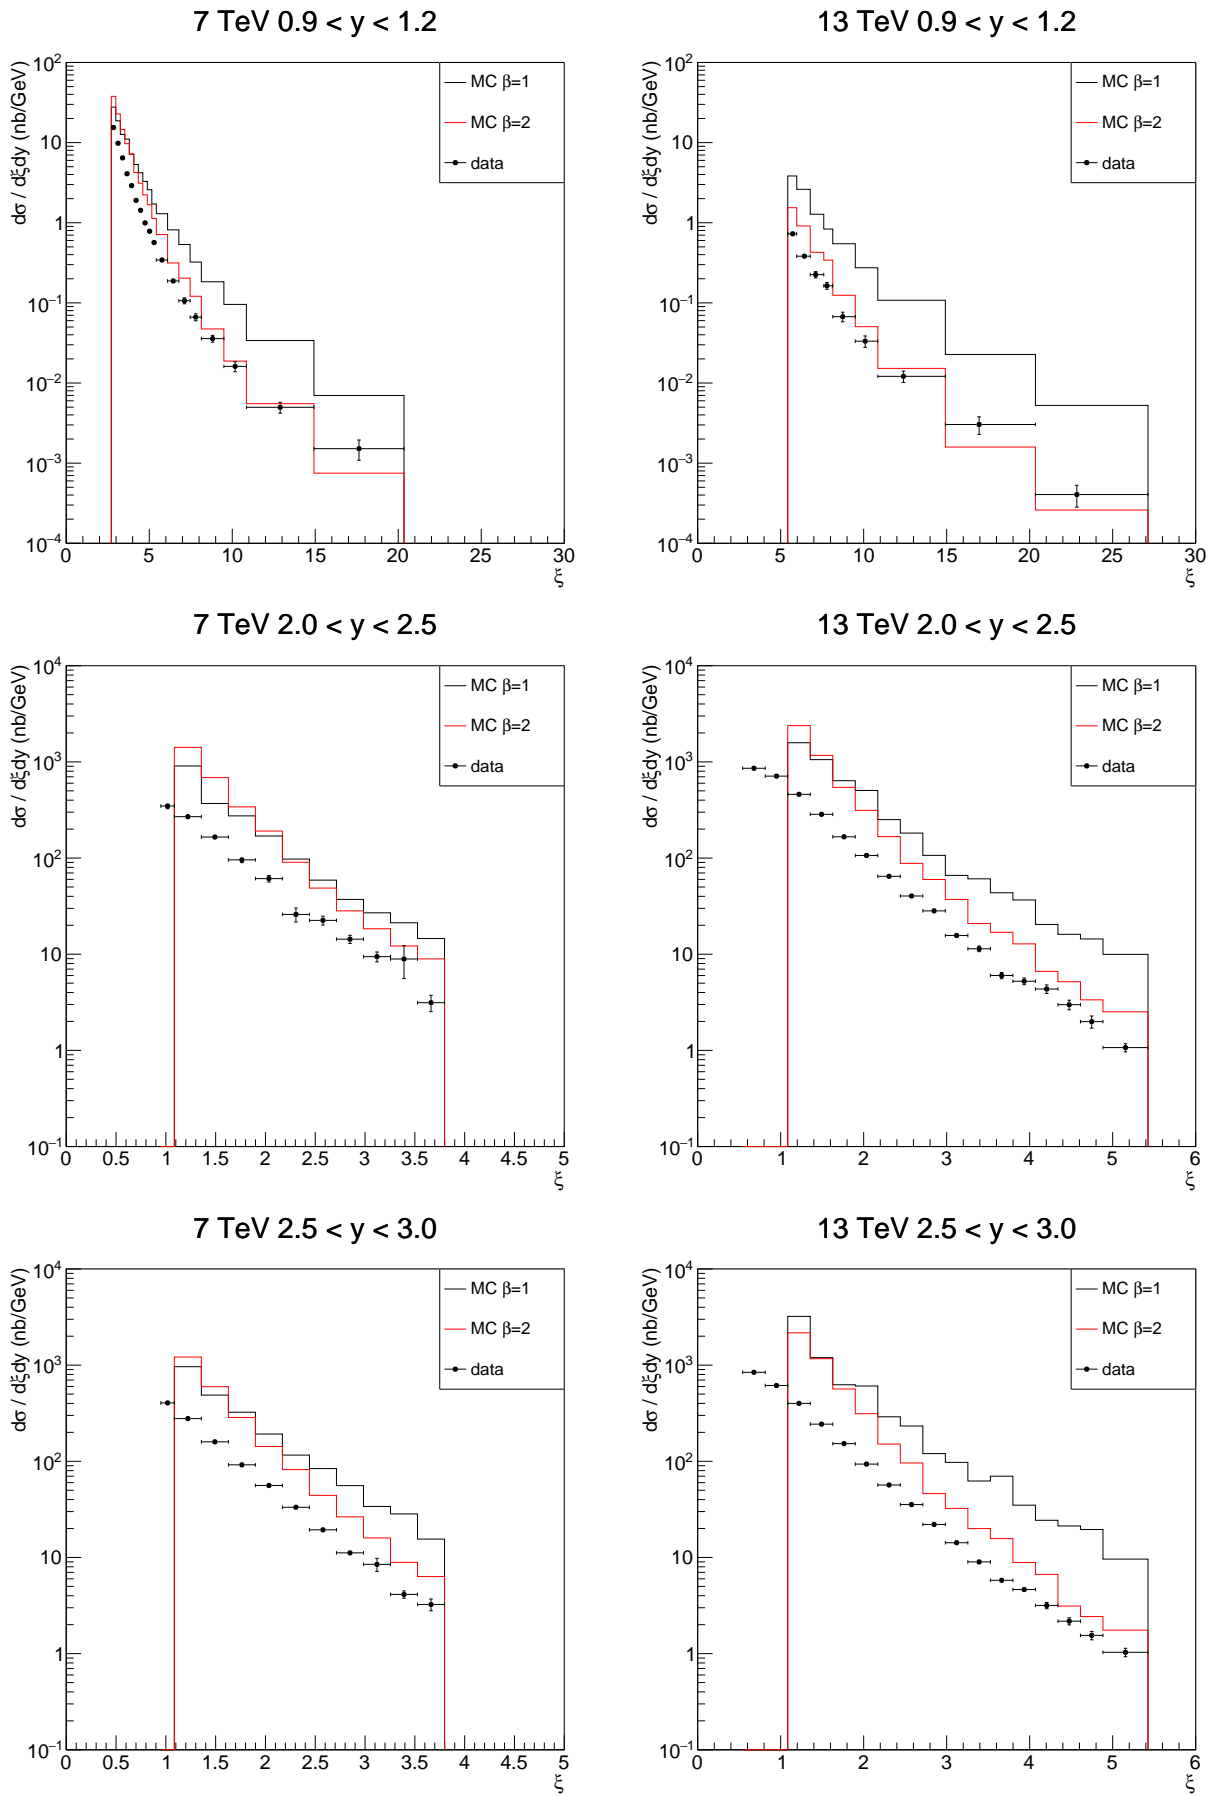 7 TeV 0.9 < y < 1.2
dσ / dξdy (nb/GeV)
10²
10
1
10⁻¹
10⁻²
10⁻³
10⁻⁴
MC β=1
MC β=2
data
0 5 10 15 20 25 30
ξ
13 TeV 0.9 < y < 1.2
dσ / dξdy (nb/GeV)
10²
10
1
10⁻¹
10⁻²
10⁻³
10⁻⁴
MC β=1
MC β=2
data
0 5 10 15 20 25 30
ξ
7 TeV 2.0 < y < 2.5
dσ / dξdy (nb/GeV)
10⁴
10³
10²
10
1
10⁻¹
MC β=1
MC β=2
data
0 0.5 1 1.5 2 2.5 3 3.5 4 4.5 5
ξ
13 TeV 2.0 < y < 2.5
dσ / dξdy (nb/GeV)
10⁴
10³
10²
10
1
10⁻¹
MC β=1
MC β=2
data
0 1 2 3 4 5 6
ξ
7 TeV 2.5 < y < 3.0
dσ / dξdy (nb/GeV)
10⁴
10³
10²
10
1
10⁻¹
MC β=1
MC β=2
data
0 0.5 1 1.5 2 2.5 3 3.5 4 4.5 5
ξ
13 TeV 2.5 < y < 3.0
dσ / dξdy (nb/GeV)
10⁴
10³
10²
10
1
10⁻¹
MC β=1
MC β=2
data
0 1 2 3 4 5 6
ξ